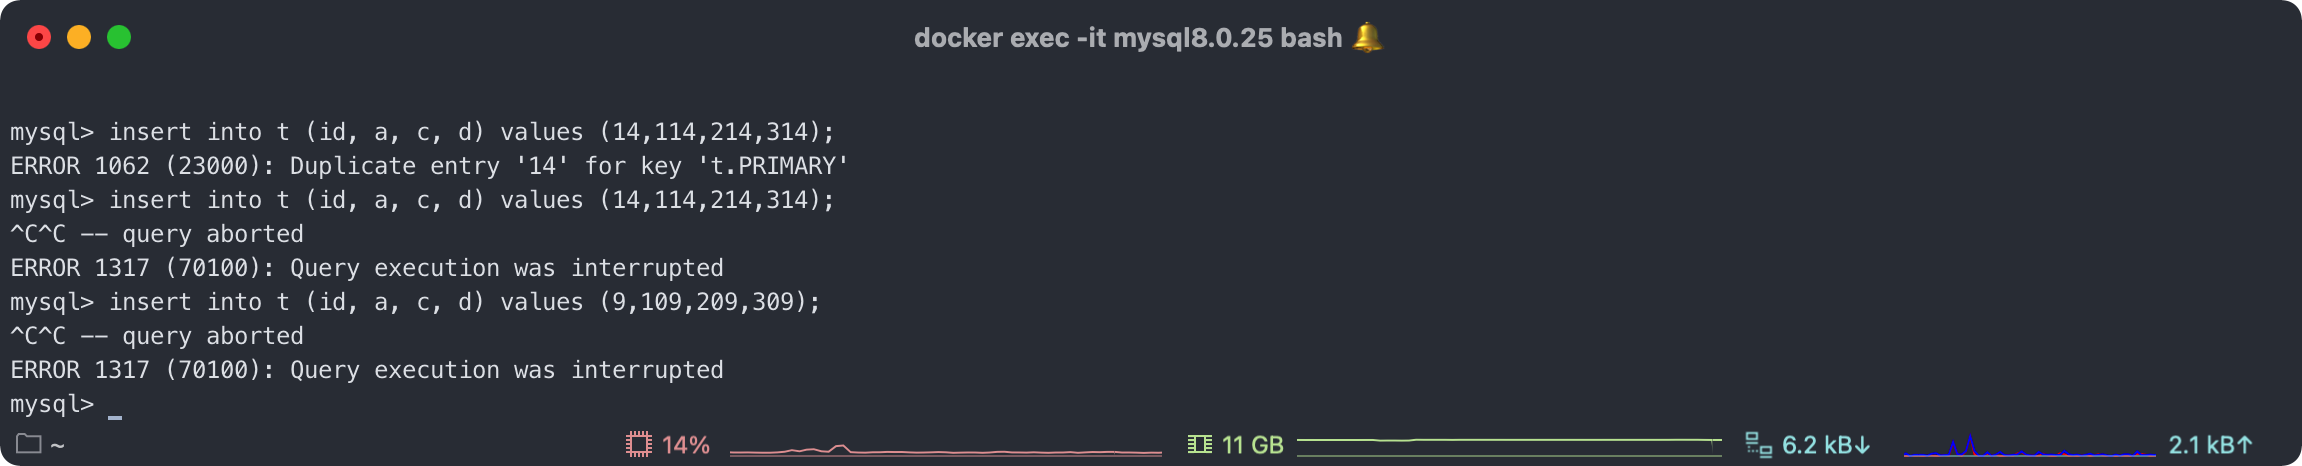 docker exec -it mysql8.0.25 bash 🔔
mysql> insert into t (id, a, c, d) values (14,114,214,314);
ERROR 1062 (23000): Duplicate entry '14' for key 't.PRIMARY'
mysql> insert into t (id, a, c, d) values (14,114,214,314);
^C^C -- query aborted
ERROR 1317 (70100): Query execution was interrupted
mysql> insert into t (id, a, c, d) values (9,109,209,309);
^C^C -- query aborted
ERROR 1317 (70100): Query execution was interrupted
mysql> _
~ 14% 11 GB 6.2 kB↓ 2.1 kB↑